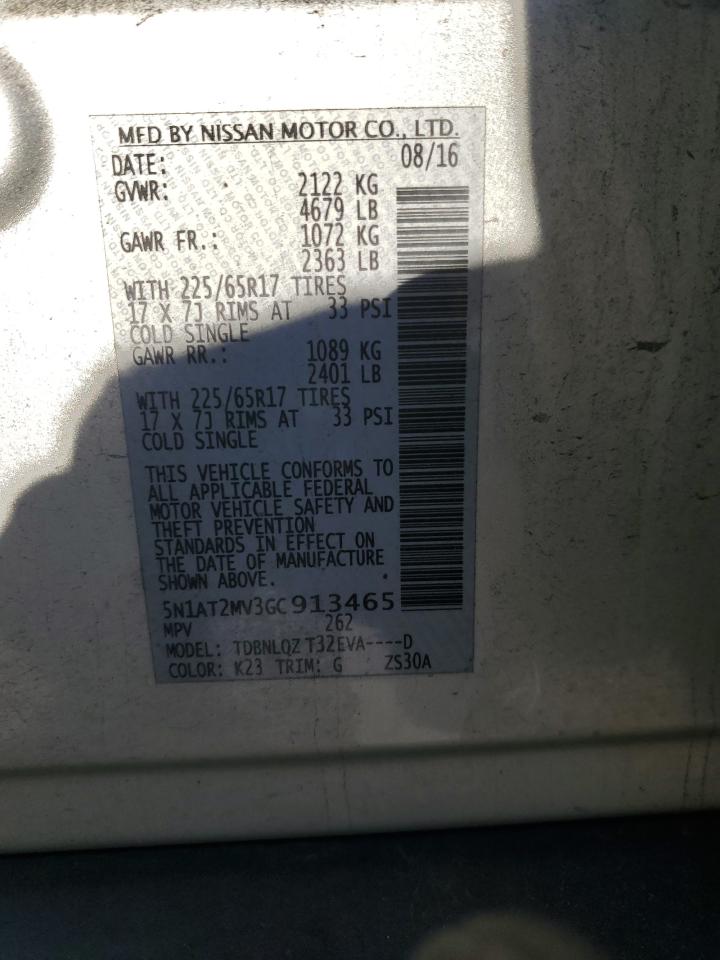 MFD BY NISSAN MOTOR CO., LTD.
DATE: 08/16
GVWR: 2122 KG
4679 LB
GAWR FR.: 1072 KG
2363 LB
WITH 225/65R17 TIRES
17 X 7J RIMS AT 33 PSI
COLD SINGLE
GAWR RR.: 1089 KG
2401 LB
WITH 225/65R17 TIRES
17 X 7J RIMS AT 33 PSI
COLD SINGLE
THIS VEHICLE CONFORMS TO
ALL APPLICABLE FEDERAL
MOTOR VEHICLE SAFETY AND
THEFT PREVENTION
STANDARDS IN EFFECT ON
THE DATE OF MANUFACTURE
SHOWN ABOVE.
5N1AT2MV3GC913465
MPV 262
MODEL: TDBNLQZ T32EVA----D
COLOR: K23 TRIM: G ZS30A